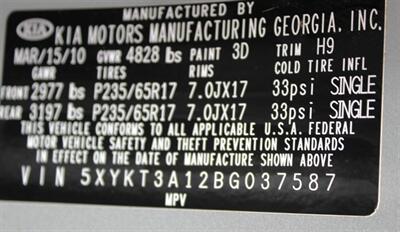 MANUFACTURED BY
KIA KIA MOTORS MANUFACTURING GEORGIA, INC.
MAR/15/10 GVWR 4828 lbs PAINT 3D TRIM H9
GAWR TIRES RIMS COLD TIRE INFL
FRONT 2977 lbs P235/65R17 7.0JX17 33psi SINGLE
REAR 3197 lbs P235/65R17 7.0JX17 33psi SINGLE
THIS VEHICLE CONFORMS TO ALL APPLICABLE U.S.A. FEDERAL
MOTOR VEHICLE SAFETY AND THEFT PREVENTION STANDARDS
IN EFFECT ON THE DATE OF MANUFACTURE SHOWN ABOVE
VIN 5XYKT3A12BG037587
MPV